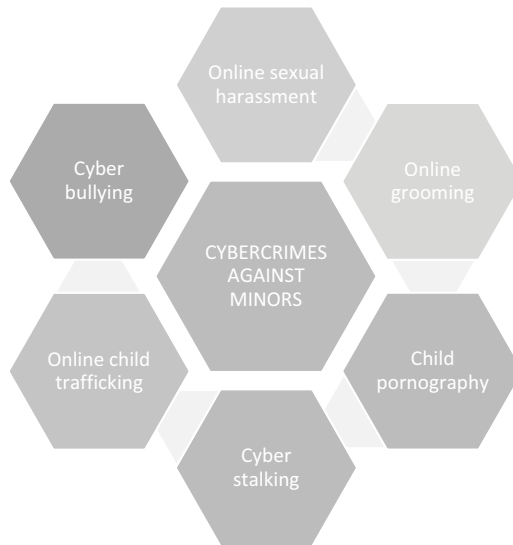 Online sexual
harassment
Cyber
bullying
Online
grooming
CYBERCRIMES
AGAINST
MINORS
Online child
trafficking
Child
pornography
Cyber
stalking